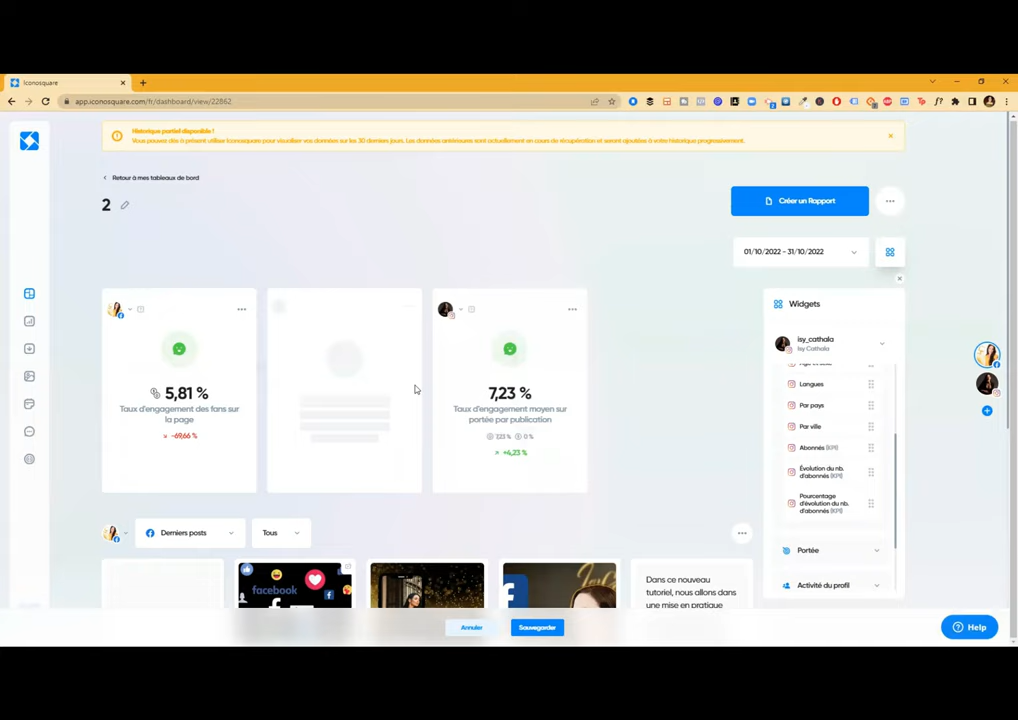 Iconosquare
app.iconosquare.com/fr/dashboard/view/22862
Historique partiel disponible !
Vous pouvez dès à présent utiliser Iconosquare pour visualiser vos données sur les 30 derniers jours. Les données antérieures sont actuellement en cours de récupération et seront ajoutées à votre historique progressivement.
Retour à mes tableaux de bord
2
Créer un Rapport
01/10/2022 - 31/10/2022
5,81 %
Taux d'engagement des fans sur
la page
-69,66 %
7,23 %
Taux d'engagement moyen sur
portée par publication
7,23 % 0 %
+4,23 %
Widgets
isy_cathala
Isy Cathala
Langues
Par pays
Par ville
Abonnés (KPI)
Évolution du nb.
d'abonnés (KPI)
Pourcentage
d'évolution du nb.
d'abonnés (KPI)
Portée
Activité du profil
Derniers posts
Tous
facebook
Dans ce nouveau
tutoriel, nous allons dans
une mise en pratique
Annuler
Sauvegarder
Help